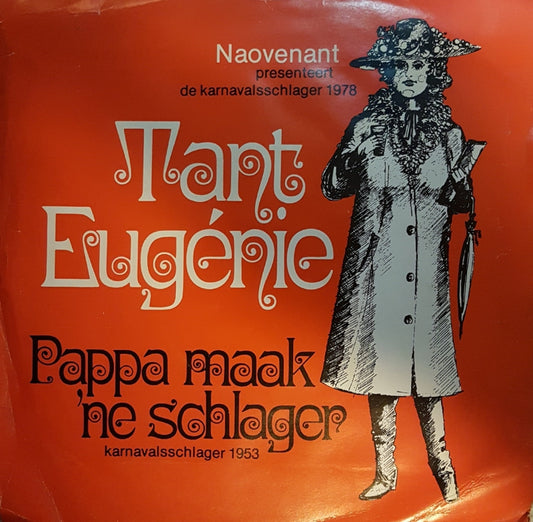 Naovenant
presenteert
de karnavalsschlager 1978
Tant
Eugénie
Pappa maak
'ne schlager
karnavalsschlager 1953